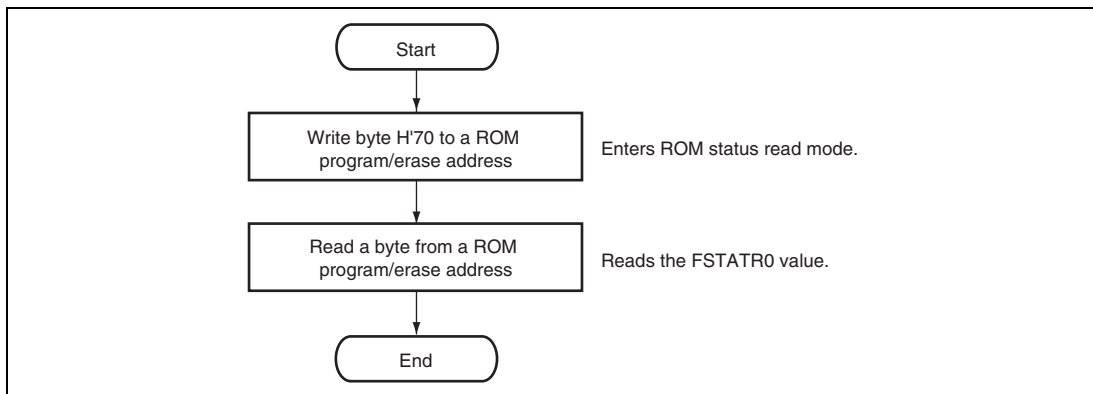 Start
Write byte H'70 to a ROM
program/erase address
Enters ROM status read mode.
Read a byte from a ROM
program/erase address
Reads the FSTATR0 value.
End